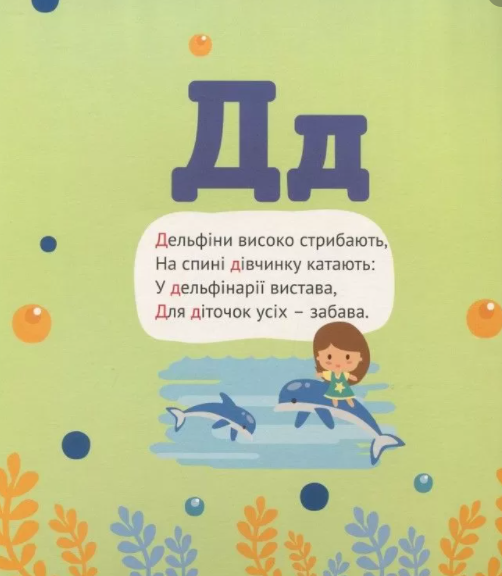 Дд
Дельфіни високо стрибають,
На спині дівчинку катають:
У дельфінарії вистава,
Для діточок усіх – забава.